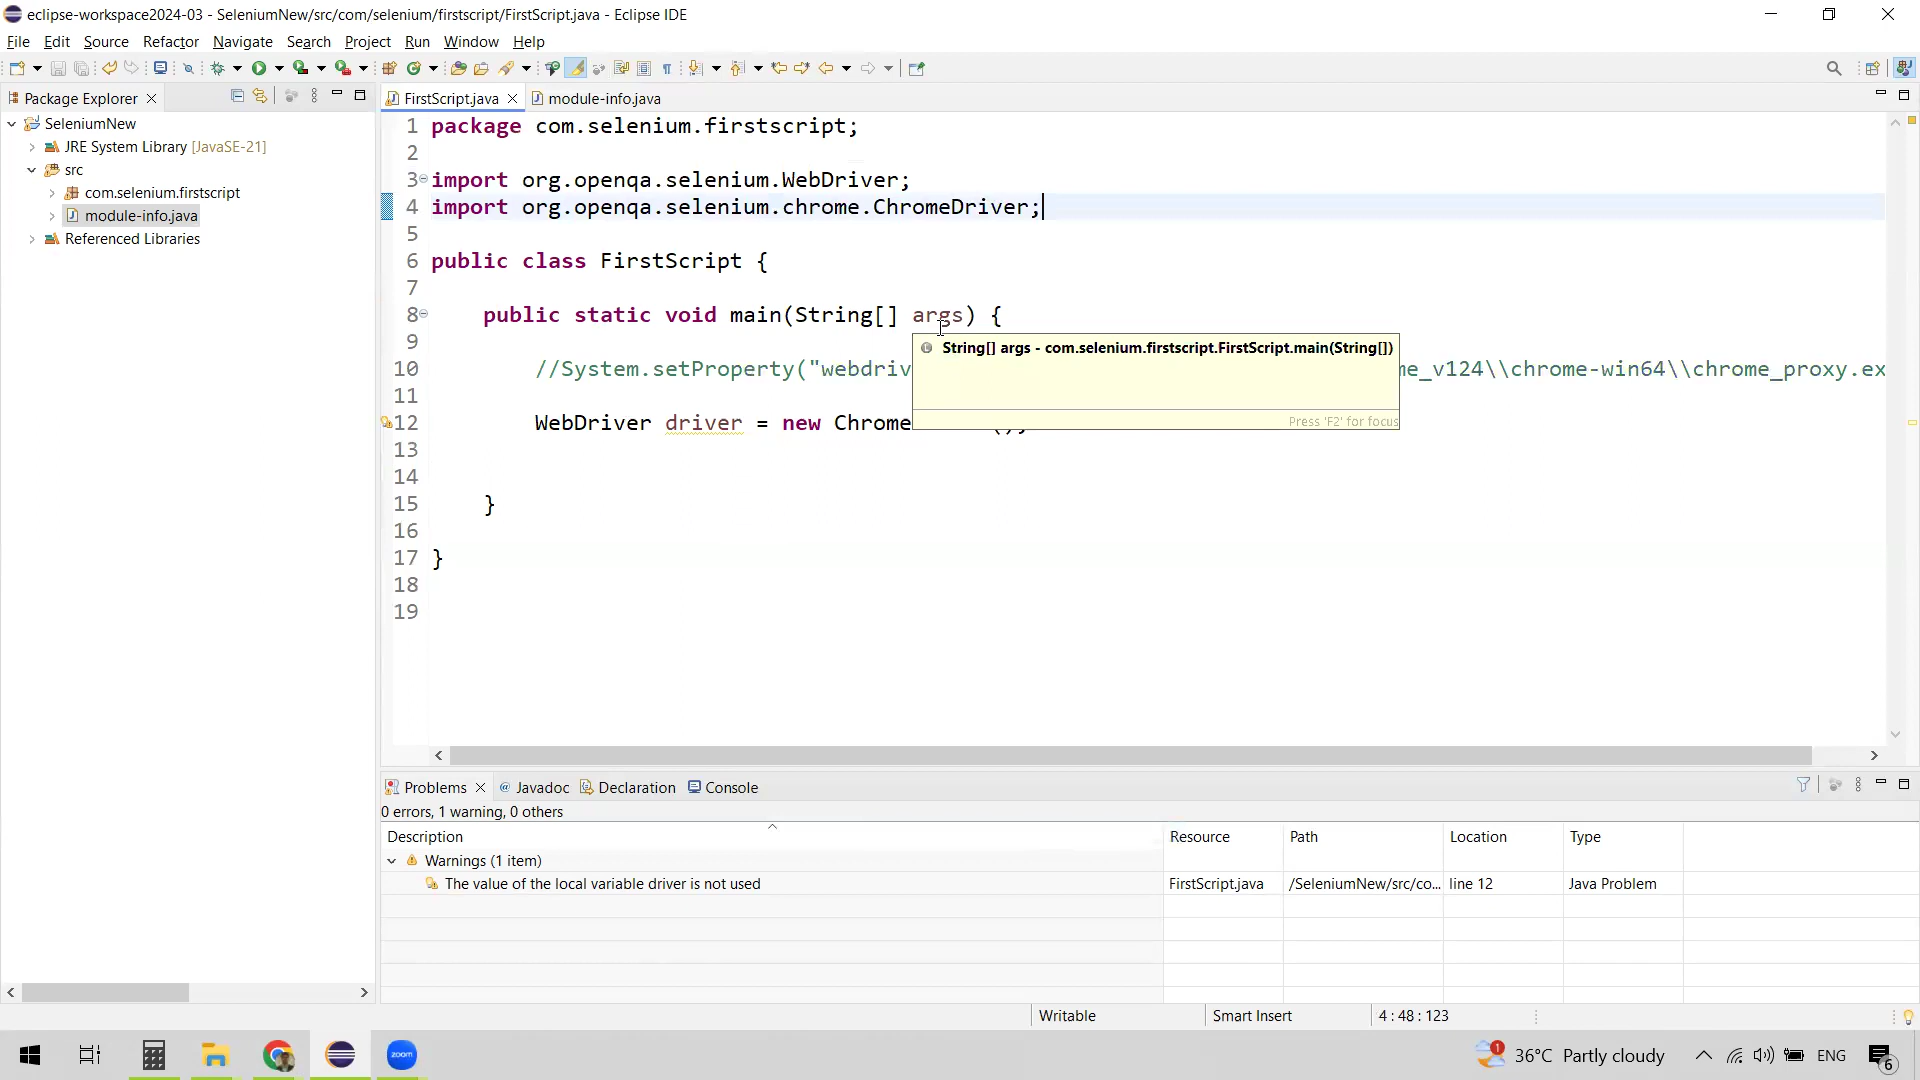 eclipse-workspace2024-03 - SeleniumNew/src/com/selenium/firstscript/FirstScript.java - Eclipse IDE
File Edit Source Refactor Navigate Search Project Run Window Help
Package Explorer
SeleniumNew
JRE System Library [JavaSE-21]
src
com.selenium.firstscript
module-info.java
Referenced Libraries
FirstScript.java module-info.java
1 package com.selenium.firstscript;
2
3 import org.openqa.selenium.WebDriver;
4 import org.openqa.selenium.chrome.ChromeDriver;
5
6 public class FirstScript {
7
8 public static void main(String[] args) {
9
String[] args - com.selenium.firstscript.FirstScript.main(String[])
10 //System.setProperty("webdriv me_v124\\chrome-win64\\chrome_proxy.ex
11
Press 'F2' for focus
12 WebDriver driver = new Chrome ();
13
14
15 }
16
17 }
18
19
Problems @ Javadoc Declaration Console
0 errors, 1 warning, 0 others
Description Resource Path Location Type
Warnings (1 item)
The value of the local variable driver is not used FirstScript.java /SeleniumNew/src/co... line 12 Java Problem
Writable Smart Insert 4 : 48 : 123
zoom 1 36°C Partly cloudy ENG 6